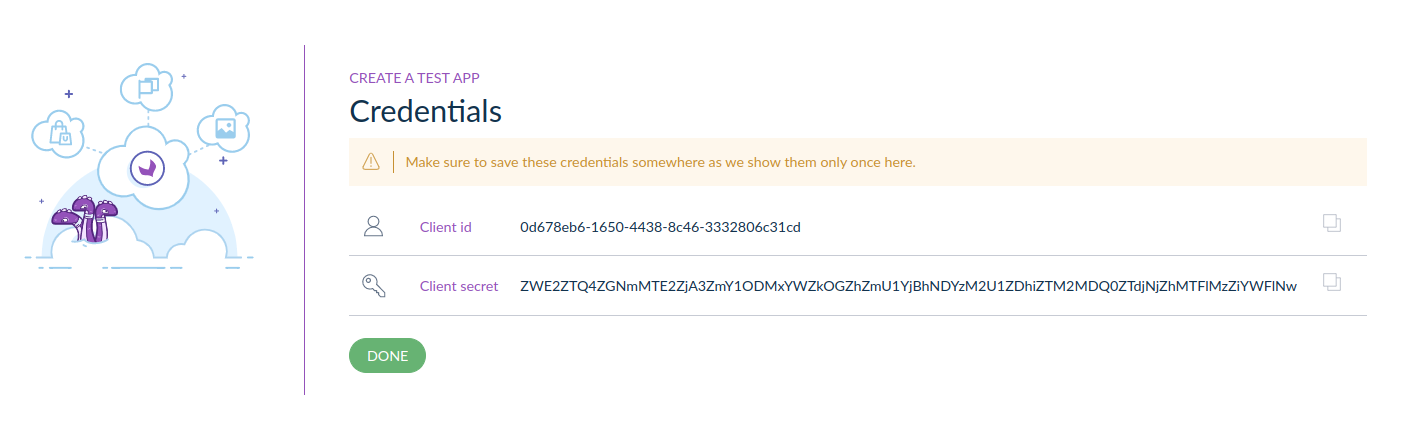 CREATE A TEST APP
Credentials
Make sure to save these credentials somewhere as we show them only once here.
Client id 0d678eb6-1650-4438-8c46-3332806c31cd
Client secret ZWE2ZTQ4ZGNmMTE2ZjA3ZmY1ODMxYWZkOGZhZmU1YjBhNDYzM2U1ZDhiZTM2MDQ0ZTdjNjZhMTFlMzZiYWFlNw
DONE